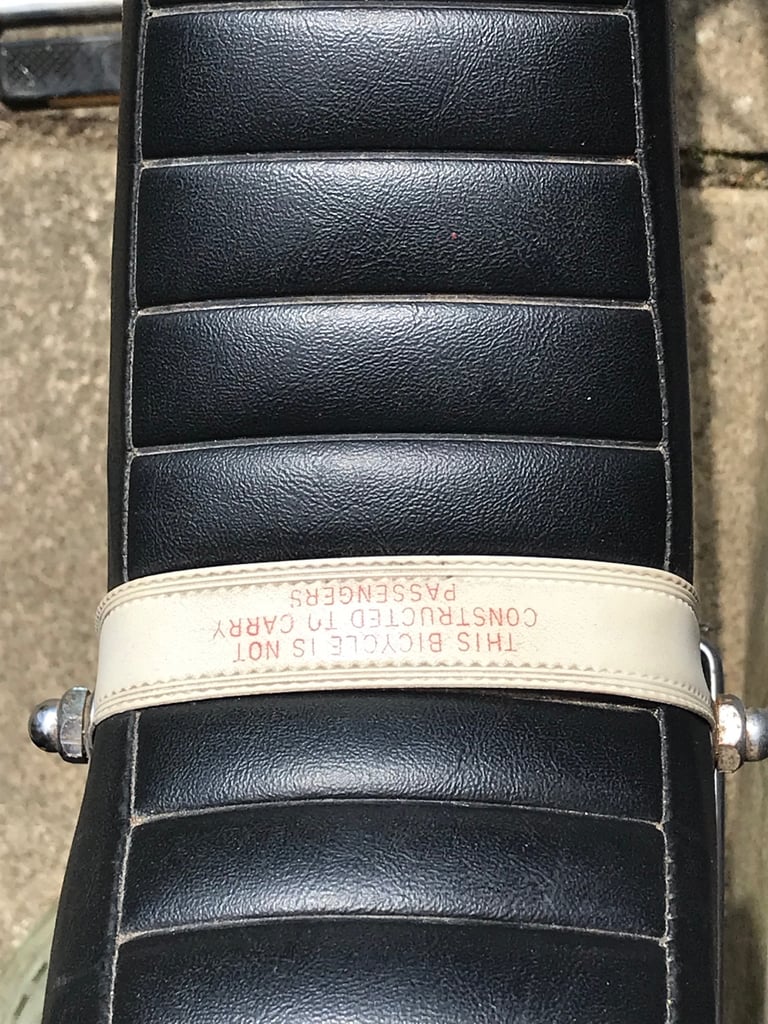 THIS BICYCLE IS NOT
CONSTRUCTED TO CARRY
PASSENGERS